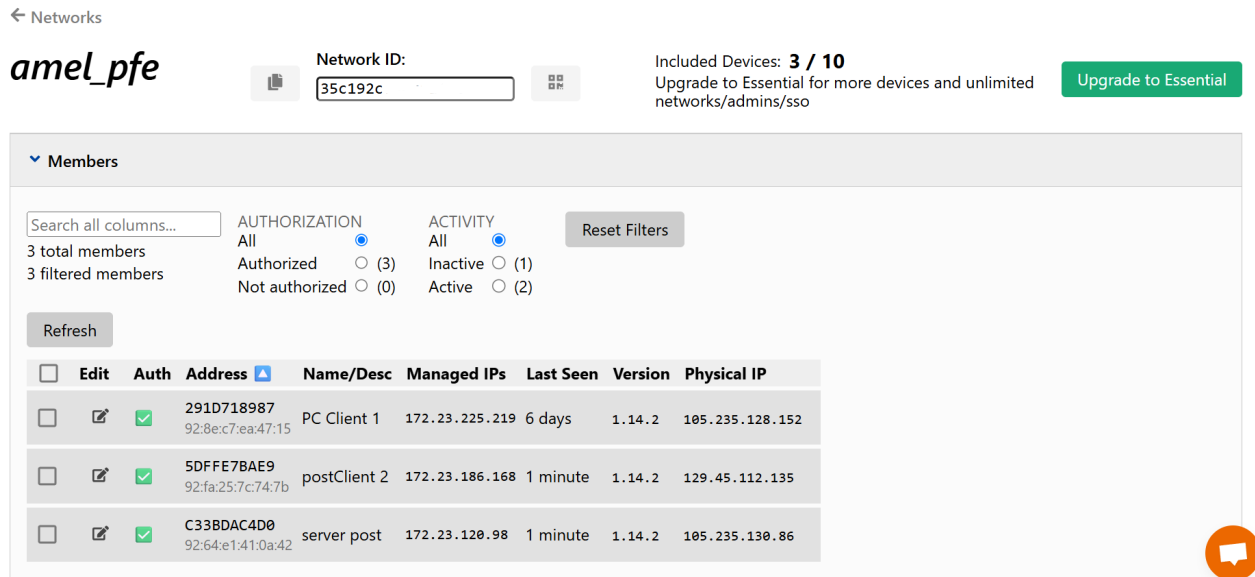 Networks
amel_pfe
Network ID:
35c192c
Included Devices: 3 / 10
Upgrade to Essential for more devices and unlimited
networks/admins/sso
Upgrade to Essential
Members
Search all columns...
3 total members
3 filtered members
AUTHORIZATION
All
Authorized (3)
Not authorized (0)
ACTIVITY
All
Inactive (1)
Active (2)
Reset Filters
Refresh
Edit Auth Address Name/Desc Managed IPs Last Seen Version Physical IP
291D718987
92:8e:c7:ea:47:15
PC Client 1 172.23.225.219 6 days 1.14.2 105.235.128.152
5DFFE7BAE9
92:fa:25:7c:74:7b
postClient 2 172.23.186.168 1 minute 1.14.2 129.45.112.135
C33BDAC4D0
92:64:e1:41:0a:42
server post 172.23.120.98 1 minute 1.14.2 105.235.130.86